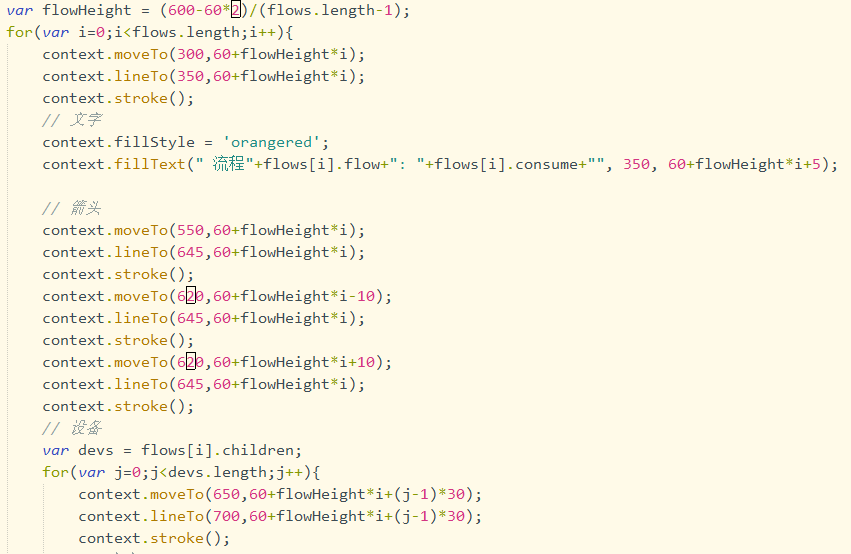 var flowHeight = (600-60*2)/(flows.length-1);
for(var i=0;i<flows.length;i++){
    context.moveTo(300,60+flowHeight*i);
    context.lineTo(350,60+flowHeight*i);
    context.stroke();
    // 文字
    context.fillStyle = 'orangered';
    context.fillText(" 流程"+flows[i].flow+": "+flows[i].consume+"", 350, 60+flowHeight*i+5);
    // 箭头
    context.moveTo(550,60+flowHeight*i);
    context.lineTo(645,60+flowHeight*i);
    context.stroke();
    context.moveTo(620,60+flowHeight*i-10);
    context.lineTo(645,60+flowHeight*i);
    context.stroke();
    context.moveTo(620,60+flowHeight*i+10);
    context.lineTo(645,60+flowHeight*i);
    context.stroke();
    // 设备
    var devs = flows[i].children;
    for(var j=0;j<devs.length;j++){
        context.moveTo(650,60+flowHeight*i+(j-1)*30);
        context.lineTo(700,60+flowHeight*i+(j-1)*30);
        context.stroke();